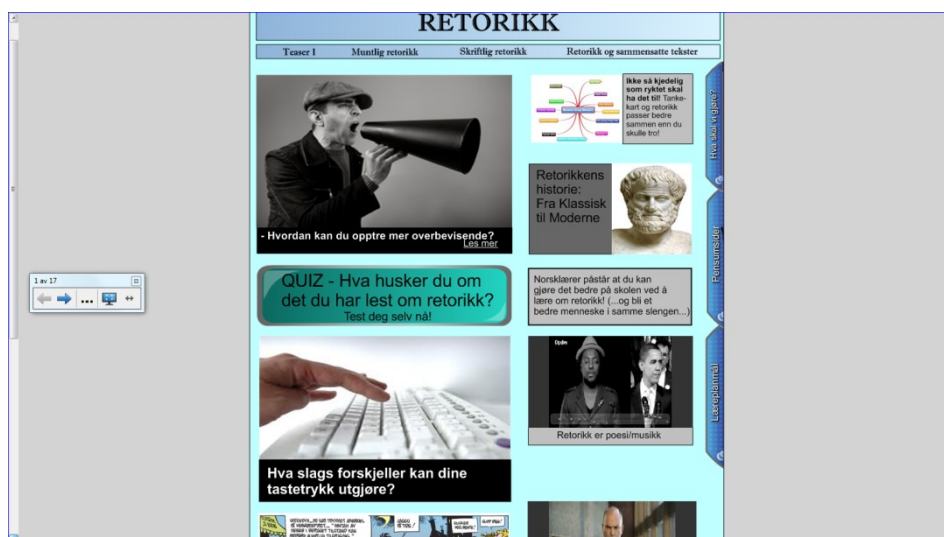 RETORIKK
Teaser I
Muntlig retorikk
Skriftlig retorikk
Retorikk og sammensatte tekster
- Hvordan kan du opptre mer overbevisende?
Les mer
Ikke så kjedelig
som ryktet skal
ha det til! Tanke-
kart og retorikk
passer bedre
sammen enn du
skulle tro!
Hva skal vi gjøre?
Retorikkens
historie:
Fra Klassisk
til Moderne
Pensumsider
1 av 17
QUIZ - Hva husker du om
det du har lest om retorikk?
Test deg selv nå!
Norsklærer påstår at du kan
gjøre det bedre på skolen ved å
lære om retorikk! (...og bli et
bedre menneske i samme slengen...)
Læreplanmål
Retorikk er poesi/musikk
Hva slags forskjeller kan dine
tastetrykk utgjøre?